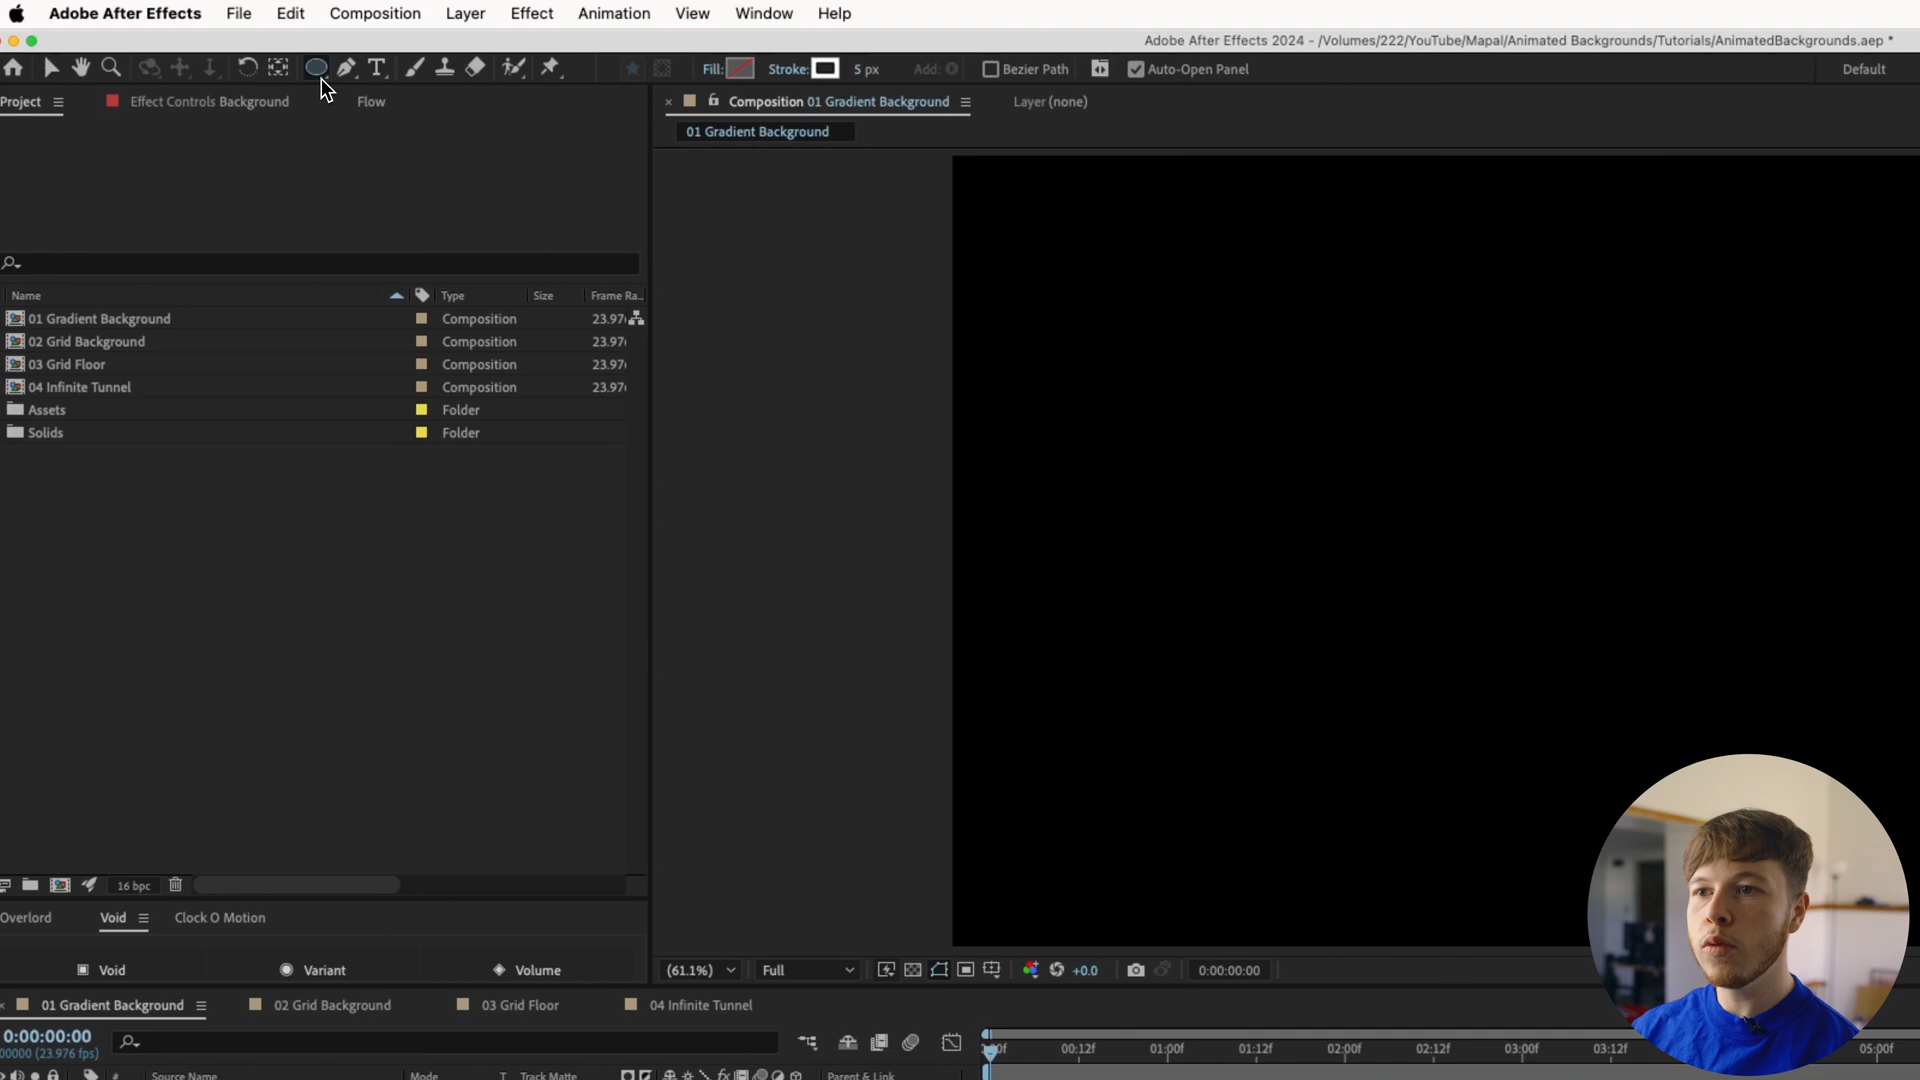 Adobe After Effects File Edit Composition Layer Effect Animation View Window Help
Adobe After Effects 2024 - /Volumes/222/YouTube/Mapal/Animated Backgrounds/Tutorials/AnimatedBackgrounds.aep *
Fill: Stroke: 5 px Add: Bezier Path Auto-Open Panel Default
Project Effect Controls Background Flow
Composition 01 Gradient Background Layer (none)
01 Gradient Background
Name Type Size Frame Ra...
01 Gradient Background Composition 23.97
02 Grid Background Composition 23.97
03 Grid Floor Composition 23.97
04 Infinite Tunnel Composition 23.97
Assets Folder
Solids Folder
16 bpc
Overlord Void Clock O Motion
Void Variant Volume
(61.1%) Full +0.0 0:00:00:00
01 Gradient Background 02 Grid Background 03 Grid Floor 04 Infinite Tunnel
0:00:00:00
00000 (23.976 fps)
00:12f 01:00f 01:12f 02:00f 02:12f 03:00f 03:12f 05:00f
# Source Name Mode T Track Matte fx Parent & Link